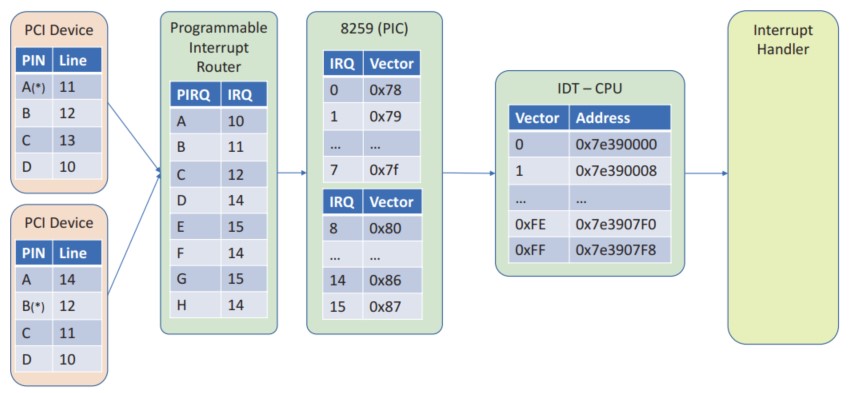 PCI Device
PIN Line
A(*) 11
B 12
C 13
D 10
PCI Device
PIN Line
A 14
B(*) 12
C 11
D 10
Programmable
Interrupt
Router
PIRQ IRQ
A 10
B 11
C 12
D 14
E 15
F 14
G 15
H 14
8259 (PIC)
IRQ Vector
0 0x78
1 0x79
... ...
7 0x7f
IRQ Vector
8 0x80
... ...
14 0x86
15 0x87
IDT – CPU
Vector Address
0 0x7e390000
1 0x7e390008
... ...
0xFE 0x7e3907F0
0xFF 0x7e3907F8
Interrupt
Handler